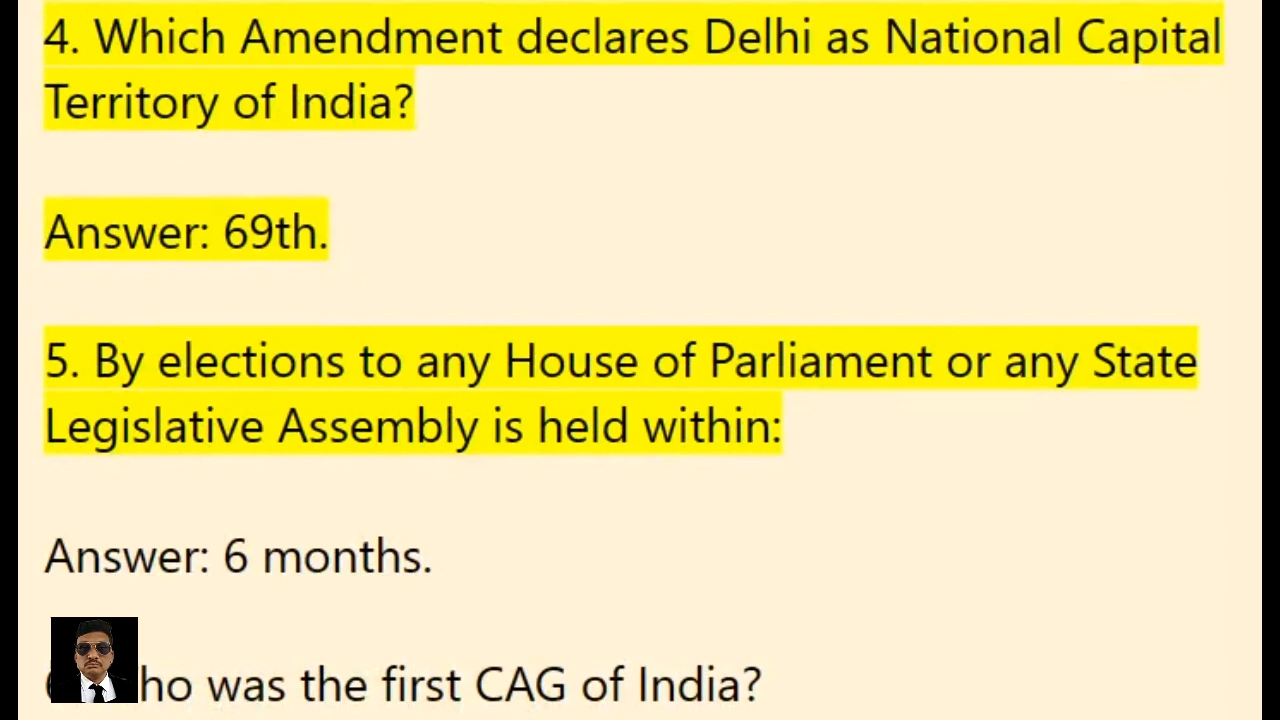 4. Which Amendment declares Delhi as National Capital
Territory of India?
Answer: 69th.
5. By elections to any House of Parliament or any State
Legislative Assembly is held within:
Answer: 6 months.
ho was the first CAG of India?